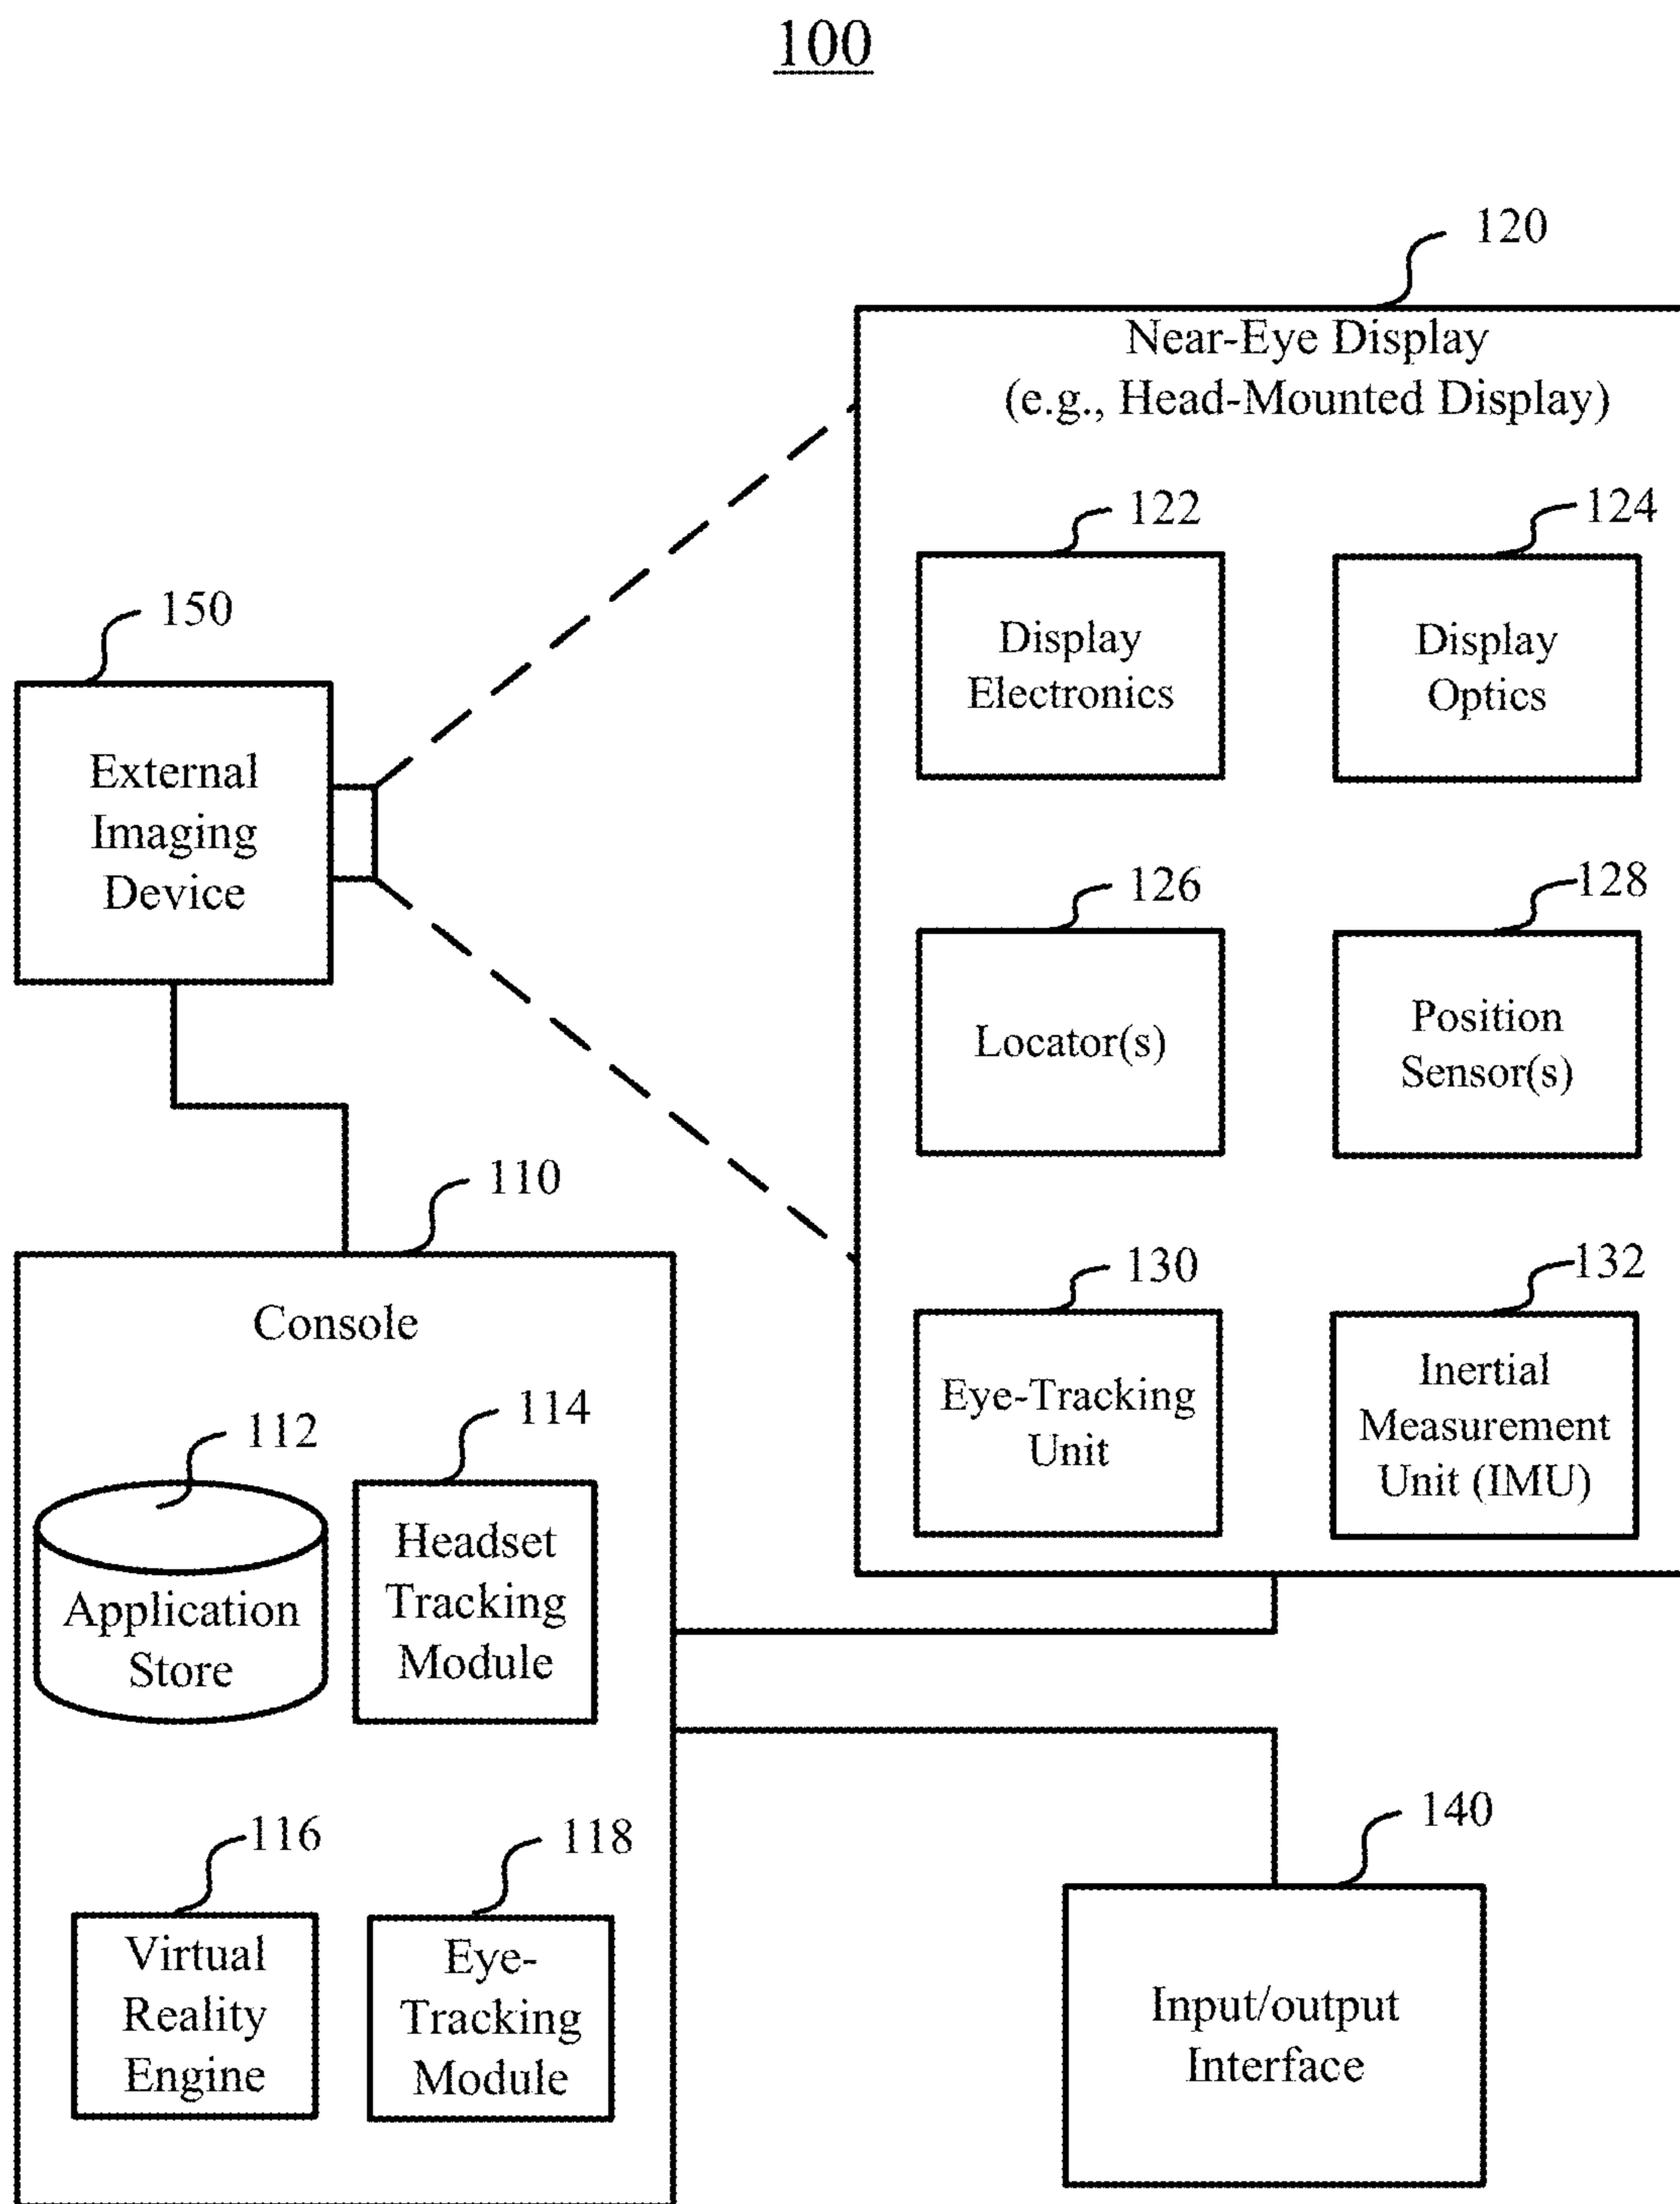 100
120
Near-Eye Display
(e.g., Head-Mounted Display)
122
124
Display
Electronics
Display
Optics
150
External
Imaging
Device
126
128
Locator(s)
Position
Sensor(s)
110
130
132
Console
Eye-Tracking
Unit
Inertial
Measurement
Unit (IMU)
112
114
Application
Store
Headset
Tracking
Module
116
118
140
Virtual
Reality
Engine
Eye-
Tracking
Module
Input/output
Interface